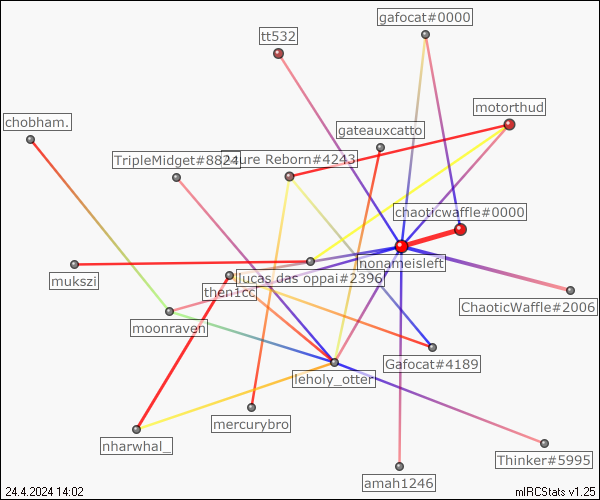 gafocat#0000
tt532
motorthud
chobham.
gateauxcatto
TripleMidget#8824
ure Reborn#4243
chaoticwaffle#0000
nonameisleft
mukszi
lucas das oppai#2396
then1cc
ChaoticWaffle#2006
moonraven
Gafocat#4189
leholy_otter
mercurybro
nharwhal_
Thinker#5995
amah1246
24.4.2024 14:02
mIRCStats v1.25